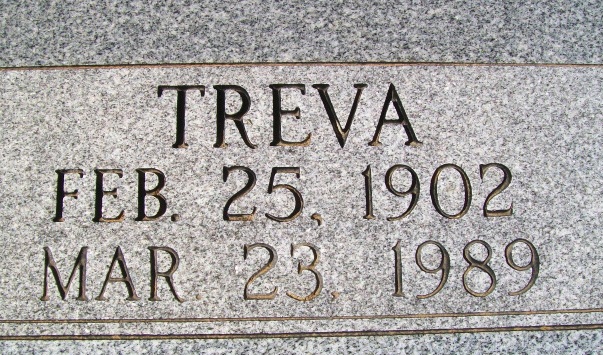 TREVA
FEB. 25, 1902
MAR. 23, 1989